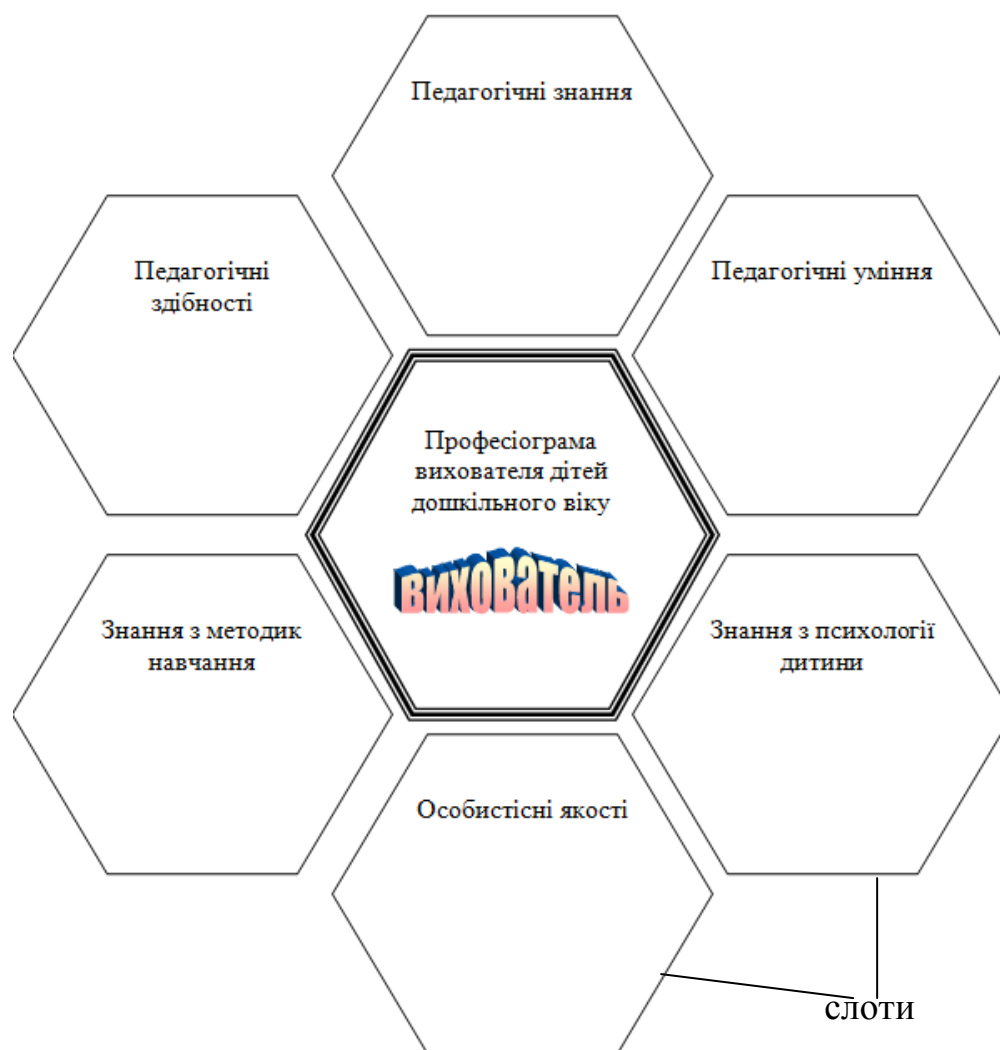 Педагогічні знання
Педагогічні
здібності
Педагогічні уміння
Професіограма
вихователя дітей
дошкільного віку
вихователь
Знання з методик
навчання
Знання з психології
дитини
Особистісні якості
слоти